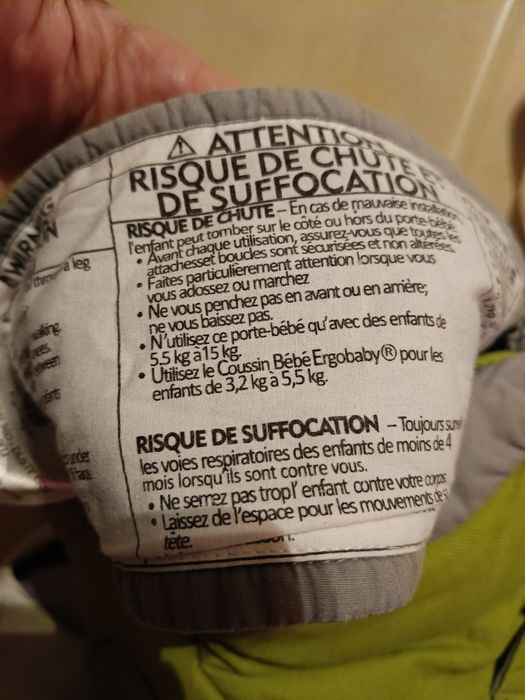 ATTENTION
RISQUE DE CHUTE ET
DE SUFFOCATION
RISQUE DE CHUTE – En cas de mauvaise installation
l'enfant peut tomber sur le côté ou hors du porte-bébé
• Avant chaque utilisation, assurez-vous que toutes les
attachesset boucles sont sécurisées et non altérées
• Faites particulièrement attention lorsque vous
vous adossez ou marchez
• Ne vous penchez pas en avant ou en arrière;
ne vous baissez pas.
• N'utilisez ce porte-bébé qu'avec des enfants de
5.5 kg à15 kg.
• Utilisez le Coussin Bébé Ergobaby® pour les
enfants de 3,2 kg à 5,5 kg.
RISQUE DE SUFFOCATION – Toujours
les voies respiratoires des enfants de moins de 4
mois lorsqu'ils sont contre vous.
• Ne serrez pas tropl' enfant contre votre corps
• Laissez de l'espace pour les mouvements de
tête.
a leg